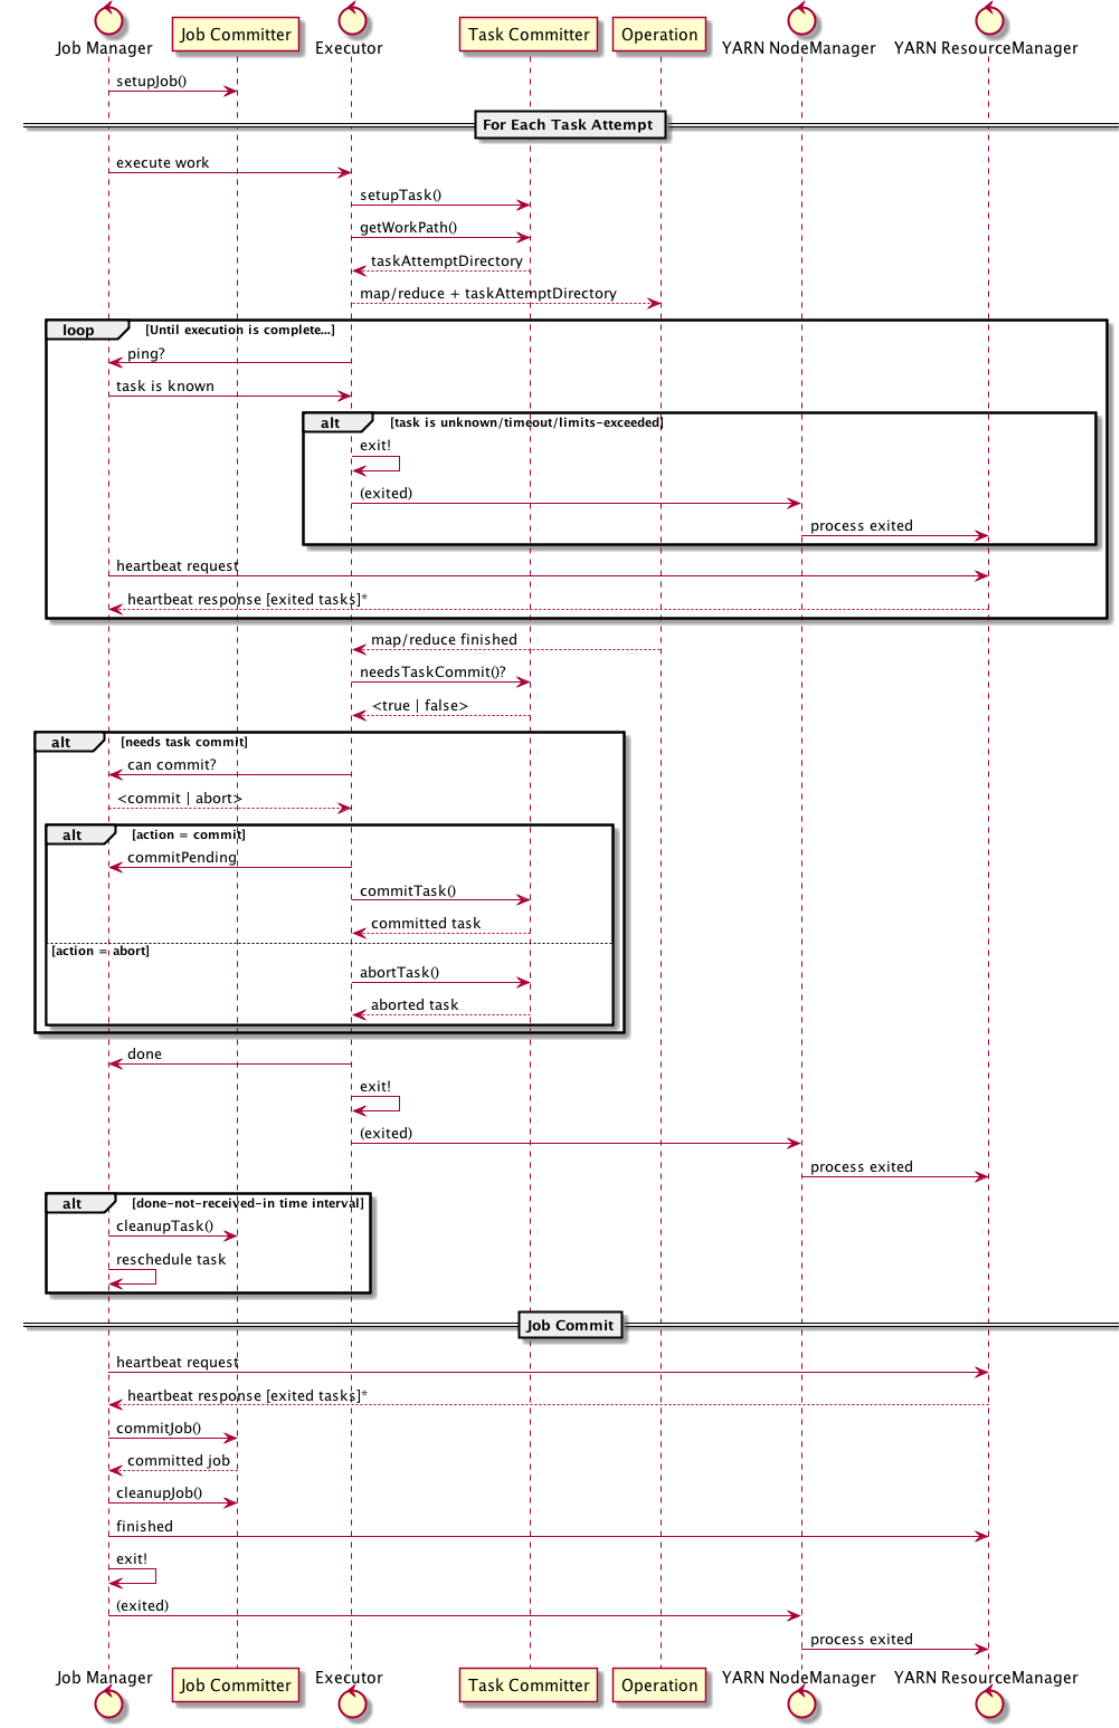 Job Manager
Job Committer
Executor
Task Committer
Operation
YARN NodeManager
YARN ResourceManager
setupJob()
For Each Task Attempt
execute work
setupTask()
getWorkPath()
taskAttemptDirectory
map/reduce + taskAttemptDirectory
loop [Until execution is complete...]
ping?
task is known
alt [task is unknown/timeout/limits-exceeded]
exit!
(exited)
process exited
heartbeat request
heartbeat response [exited tasks]*
map/reduce finished
needsTaskCommit()?
<true | false>
alt [needs task commit]
can commit?
<commit | abort>
alt [action = commit]
commitPending
commitTask()
committed task
[action = abort]
abortTask()
aborted task
done
exit!
(exited)
process exited
alt [done-not-received-in time interval]
cleanupTask()
reschedule task
Job Commit
heartbeat request
heartbeat response [exited tasks]*
commitJob()
committed job
cleanupJob()
finished
exit!
(exited)
process exited
Job Manager
Job Committer
Executor
Task Committer
Operation
YARN NodeManager
YARN ResourceManager